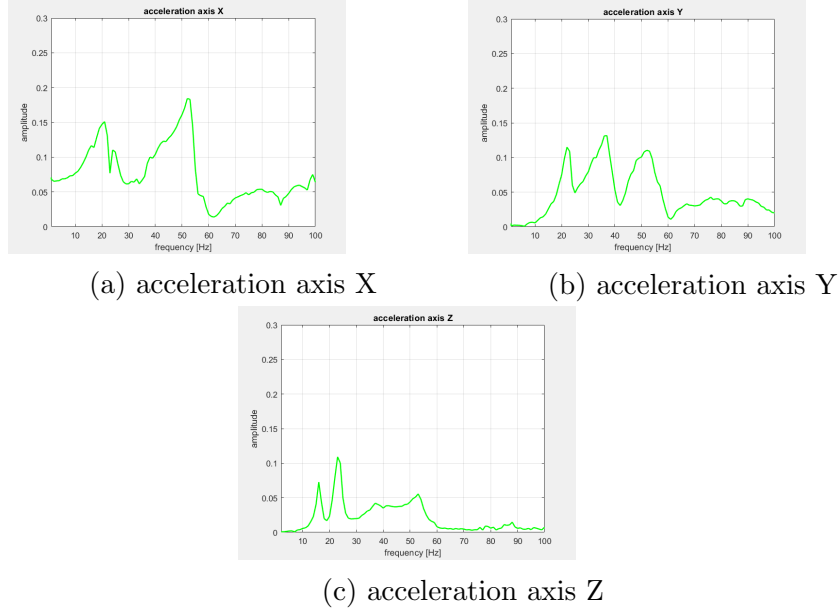 acceleration axis X
0.3
0.25
0.2
0.15
0.1
0.05
0
amplitude
10 20 30 40 50 60 70 80 90 100
frequency [Hz]
(a) acceleration axis X
acceleration axis Y
0.3
0.25
0.2
0.15
0.1
0.05
0
amplitude
10 20 30 40 50 60 70 80 90 100
frequency [Hz]
(b) acceleration axis Y
acceleration axis Z
0.3
0.25
0.2
0.15
0.1
0.05
0
amplitude
10 20 30 40 50 60 70 80 90 100
frequency [Hz]
(c) acceleration axis Z